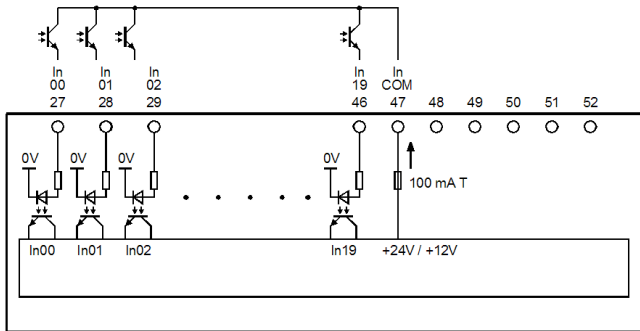 In In In In In
00 01 02 19 COM
27 28 29 46 47 48 49 50 51 52
0V 0V 0V 0V
100 mA T
In00 In01 In02 In19 +24V / +12V